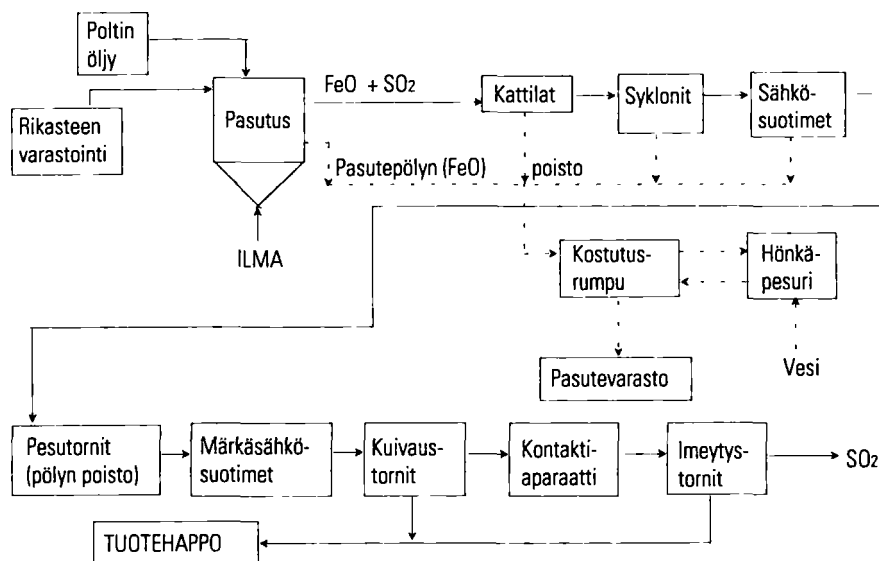 Poltin
öljy
Rikasteen
varastointi
Pasutus
ILMA
FeO + SO₂
Kattilat
Syklonit
Sähkö-
suotimet
Pasutepölyn (FeO) poisto
Kostutus-
rumpu
Hönkä-
pesuri
Vesi
Pasutevarasto
Pesutornit
(pölyn poisto)
Märkäsähkö-
suotimet
Kuivaus-
tornit
Kontakti-
aparaatti
Imeytys-
tornit
SO₂
TUOTEHAPPO